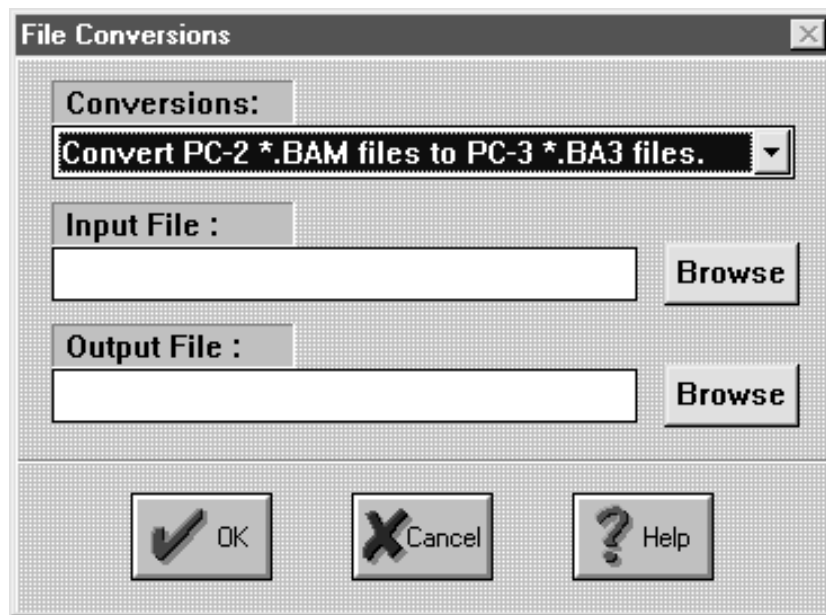 File Conversions
Conversions:
Convert PC-2 *.BAM files to PC-3 *.BA3 files.
Input File :
Browse
Output File :
Browse
OK
Cancel
Help